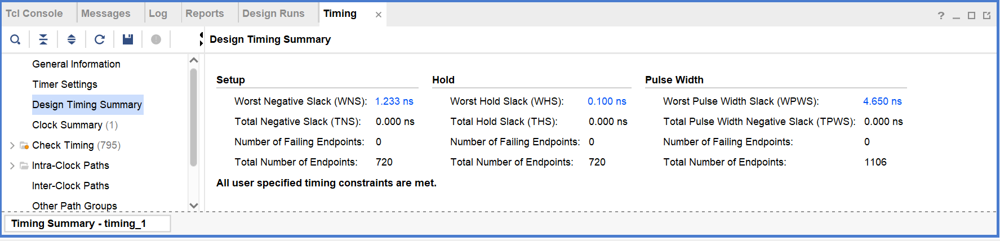 Tcl Console Messages Log Reports Design Runs Timing × ?
Design Timing Summary
General Information
Timer Settings
Design Timing Summary
Clock Summary (1)
Check Timing (795)
Intra-Clock Paths
Inter-Clock Paths
Other Path Groups
Setup
Worst Negative Slack (WNS): 1.233 ns
Total Negative Slack (TNS): 0.000 ns
Number of Failing Endpoints: 0
Total Number of Endpoints: 720
Hold
Worst Hold Slack (WHS): 0.100 ns
Total Hold Slack (THS): 0.000 ns
Number of Failing Endpoints: 0
Total Number of Endpoints: 720
Pulse Width
Worst Pulse Width Slack (WPWS): 4.650 ns
Total Pulse Width Negative Slack (TPWS): 0.000 ns
Number of Failing Endpoints: 0
Total Number of Endpoints: 1106
All user specified timing constraints are met.
Timing Summary - timing_1